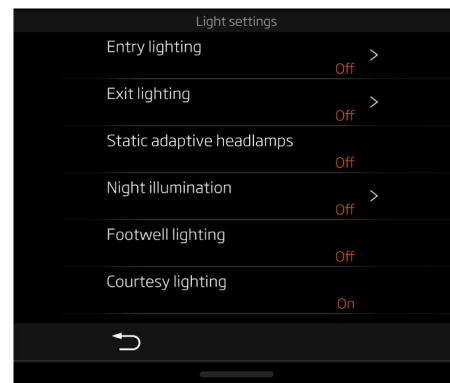 Light settings
Entry lighting
Off
Exit lighting
Off
Static adaptive headlamps
Off
Night illumination
Off
Footwell lighting
Off
Courtesy lighting
On